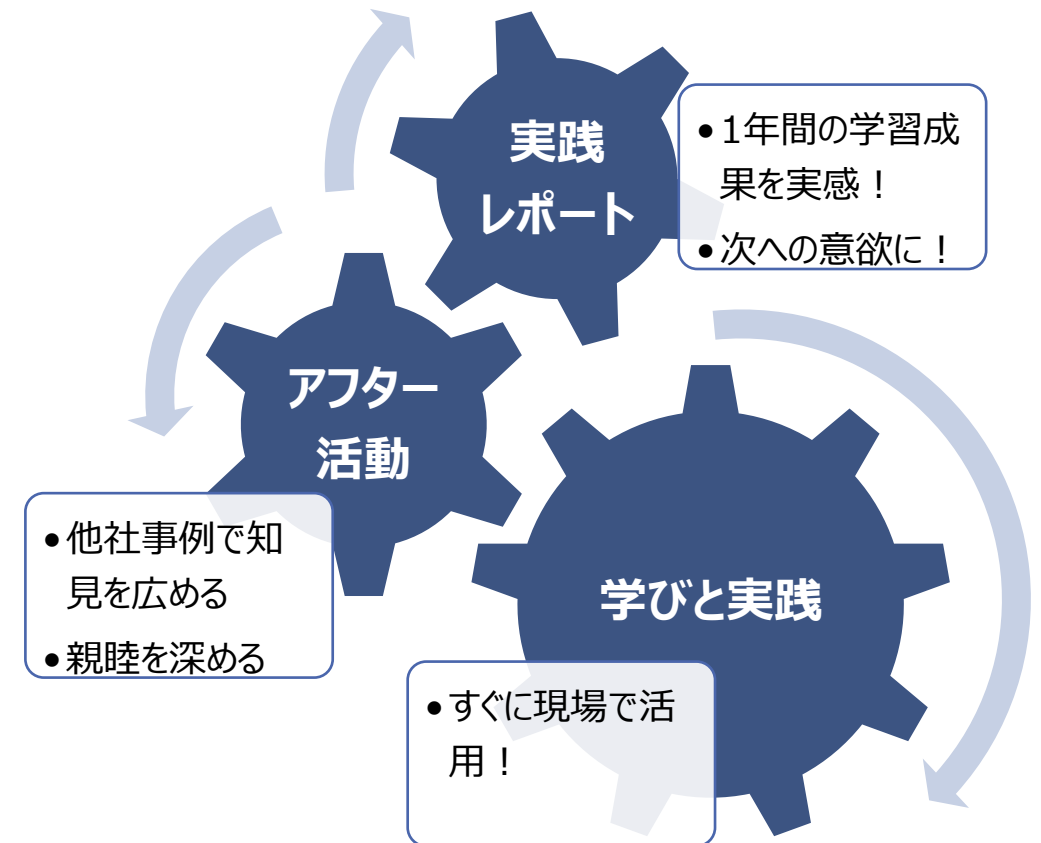 実践
レポート
•1年間の学習成
果を実感！
•次への意欲に！
アフター
活動
•他社事例で知
見を広める
•親睦を深める
学びと実践
•すぐに現場で活
用！